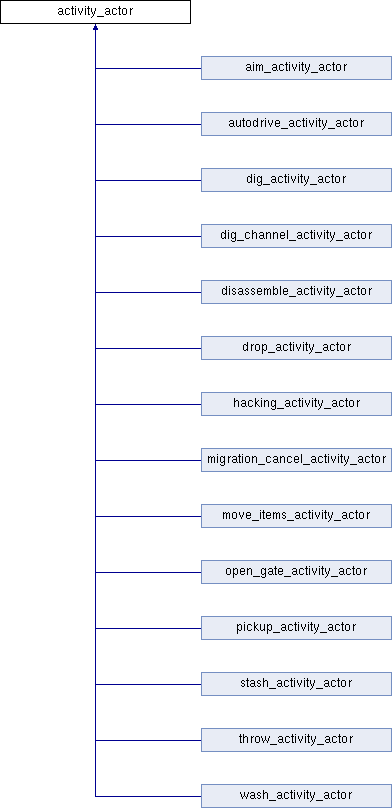 activity_actor
aim_activity_actor
autodrive_activity_actor
dig_activity_actor
dig_channel_activity_actor
disassemble_activity_actor
drop_activity_actor
hacking_activity_actor
migration_cancel_activity_actor
move_items_activity_actor
open_gate_activity_actor
pickup_activity_actor
stash_activity_actor
throw_activity_actor
wash_activity_actor